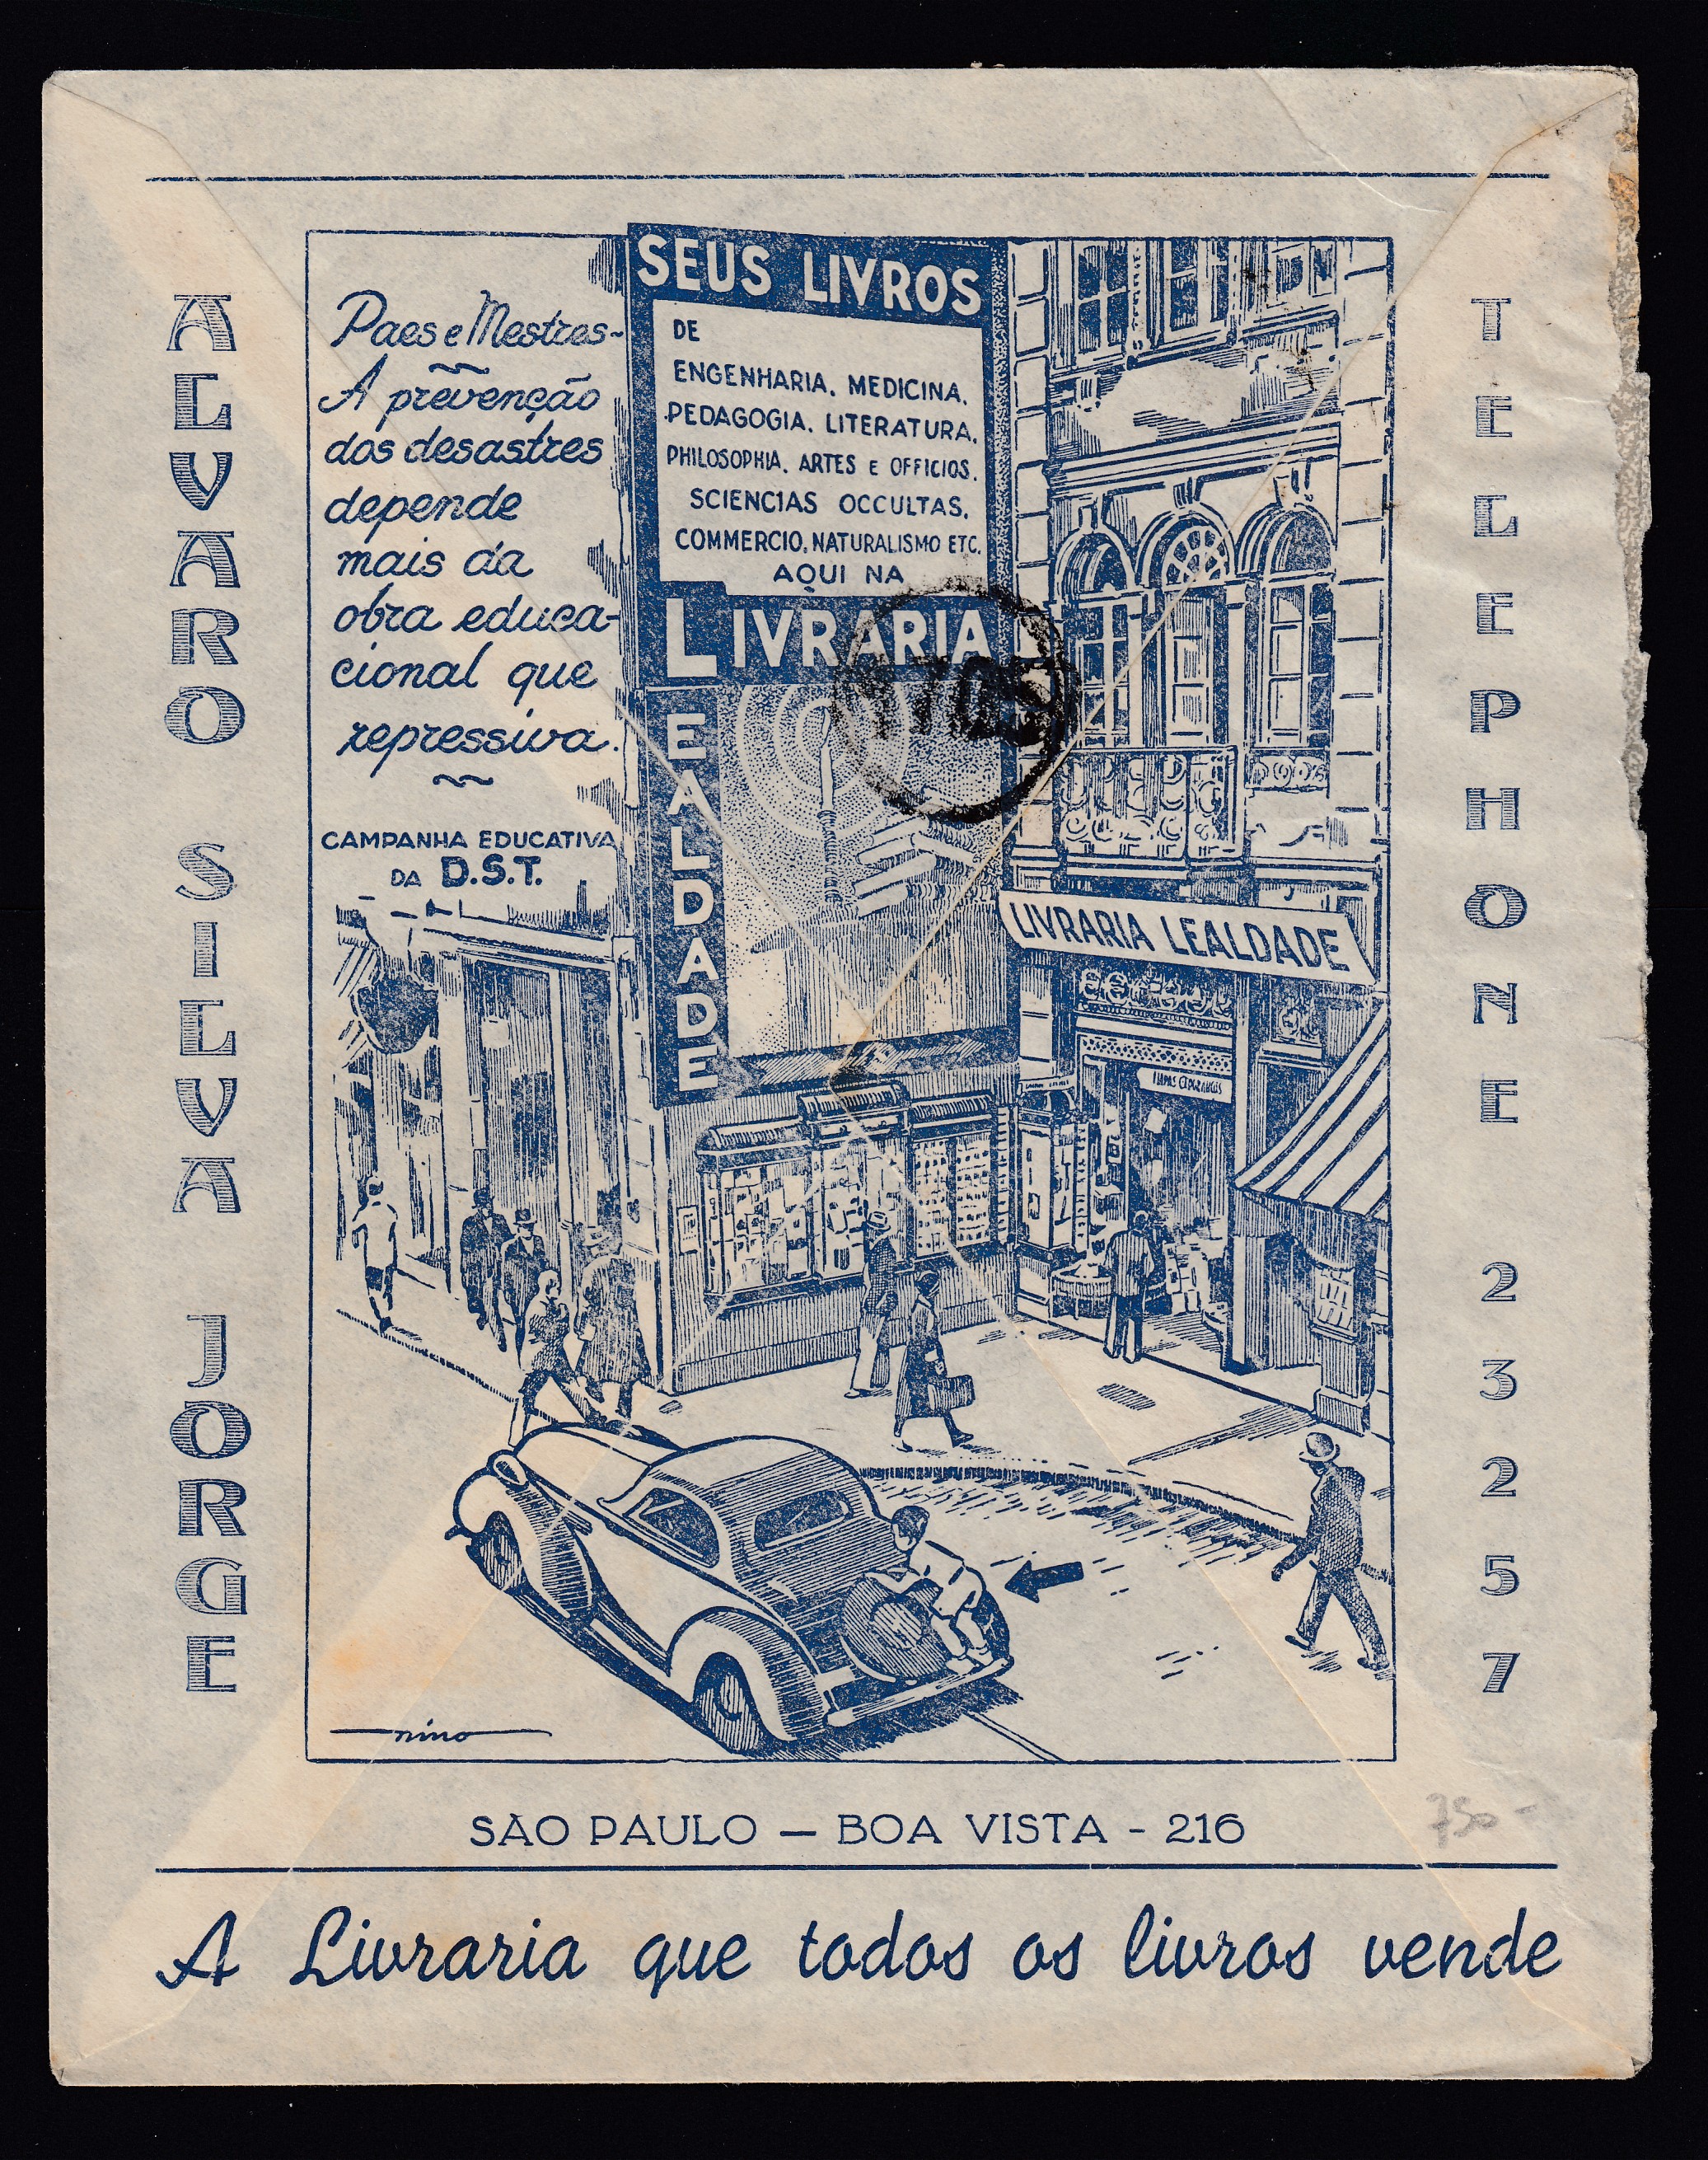 ALVARO SILVA JORGE
Paes e Mestres-
A prevenção
dos desastres
depende
mais da
obra educa-
cional que
repressiva.
CAMPANHA EDUCATIVA
DA D.S.T.
SEUS LIVROS
DE
ENGENHARIA. MEDICINA.
PEDAGOGIA. LITERATURA.
PHILOSOPHIA. ARTES E OFFICIOS.
SCIENCIAS OCCULTAS.
COMMERCIO, NATURALISMO ETC.
AQUI NA
LIVRARIA
LEALDADE
LIVRARIA LEALDADE
TELEPHONE 23257
nino
SÃO PAULO — BOA VISTA - 216
750-
A Livraria que todos os livros vende